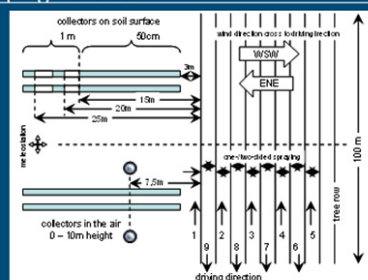 collectors on soil surface
1 m
50cm
wind direction cross to driving direction
WSW
ENE
3m
15m
20m
25m
meteostation
100 m
one-/two-sided spraying
7,5m
collectors in the air
0 – 10m height
1
2
3
4
5
9
8
7
6
tree row
driving direction